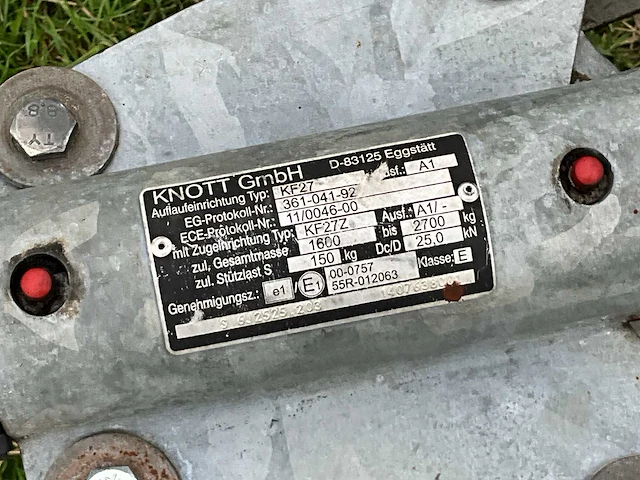 KNOTT GmbH D-83125 Eggstätt
Auflaufeinrichtung Typ: KF27 Ausf.: A1
EG-Protokoll-Nr.: 361-041-92
ECE-Protokoll-Nr.: 11/0046-00
mit Zugeinrichtung Typ: KF27Z Ausf.: A1/ -
zul. Gesamtmasse 1600 bis 2700 kg
zul. Stützlast S 150 kg Dc/D 25,0 kN
Genehmigungsz.: e1 / E1 00-0757 Klasse: E
55R-012063
8.8
TY